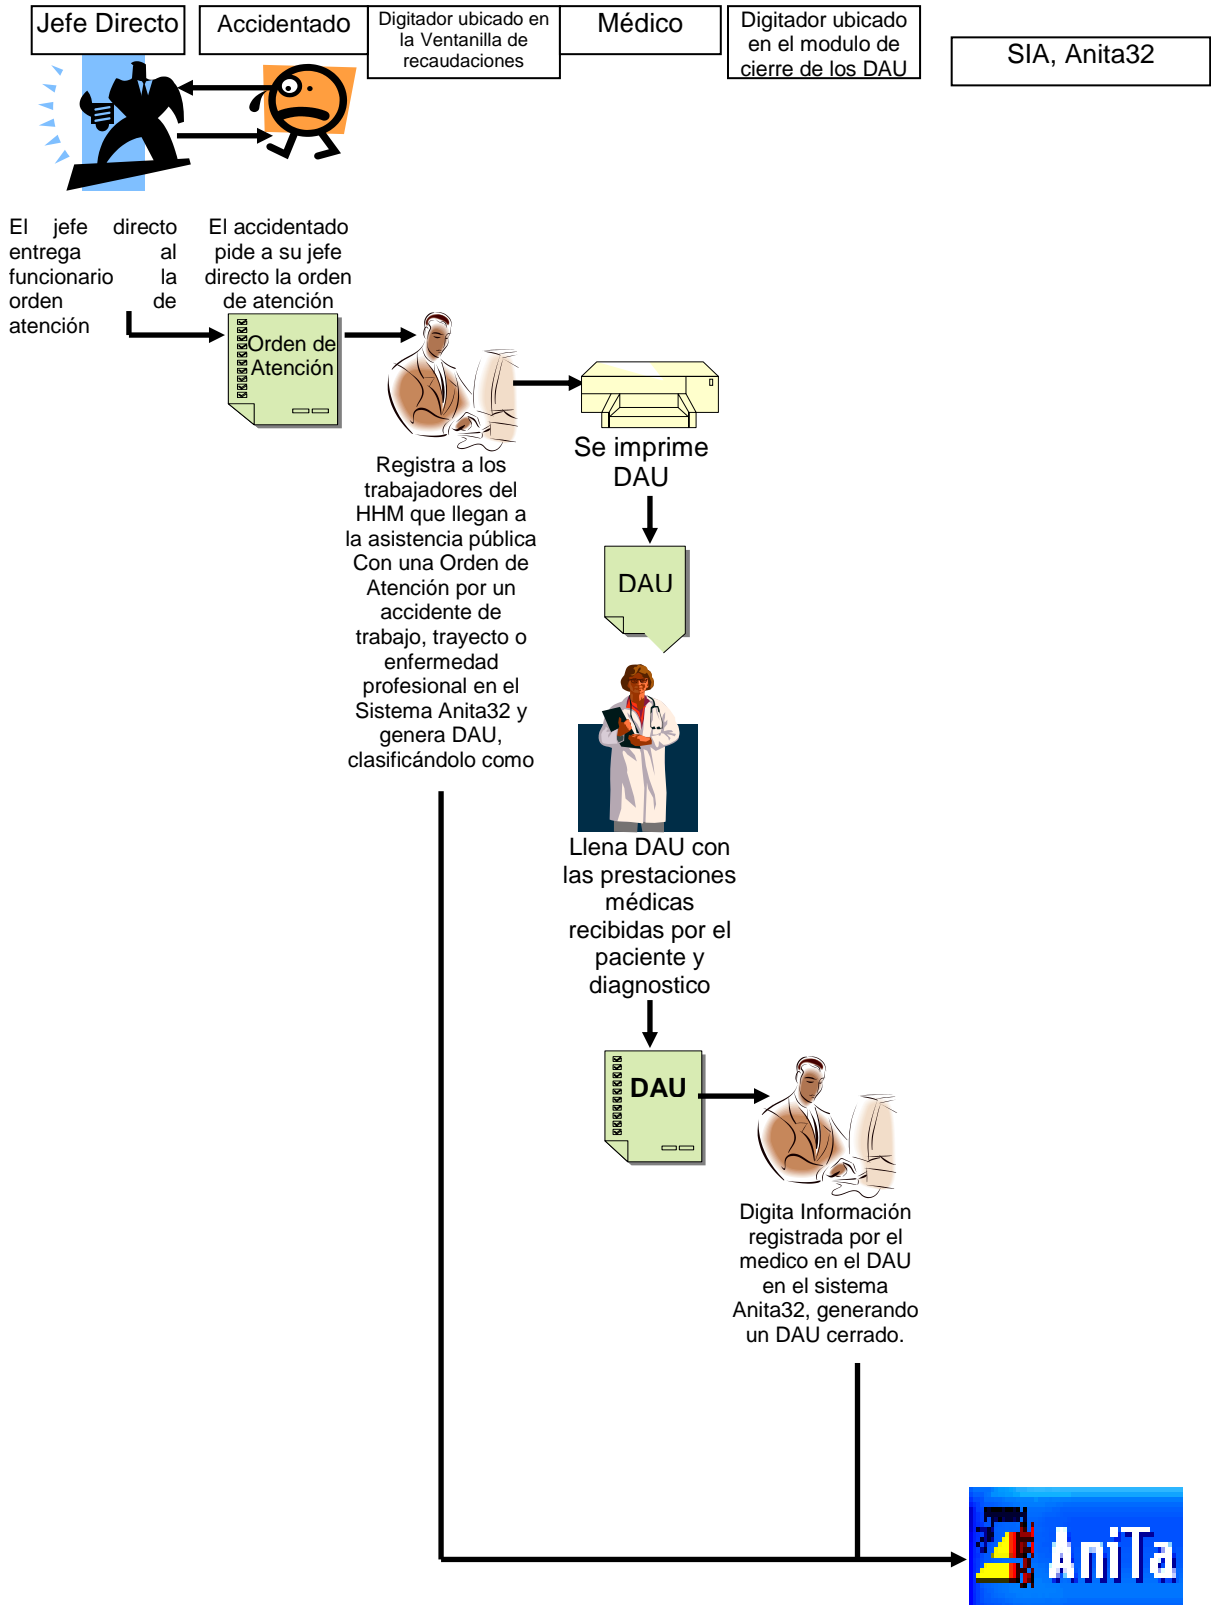 Jefe Directo
Accidentado
Digitador ubicado en
la Ventanilla de
recaudaciones
Médico
Digitador ubicado
en el modulo de
cierre de los DAU
SIA, Anita32
El jefe directo
entrega al
funcionario la
orden de
atención
El accidentado
pide a su jefe
directo la orden
de atención
Orden de
Atención
Se imprime
DAU
Registra a los
trabajadores del
HHM que llegan a
la asistencia pública
Con una Orden de
Atención por un
accidente de
trabajo, trayecto o
enfermedad
profesional en el
Sistema Anita32 y
genera DAU,
clasificándolo como
DAU
Llena DAU con
las prestaciones
médicas
recibidas por el
paciente y
diagnostico
DAU
Digita Información
registrada por el
medico en el DAU
en el sistema
Anita32, generando
un DAU cerrado.
AniTa